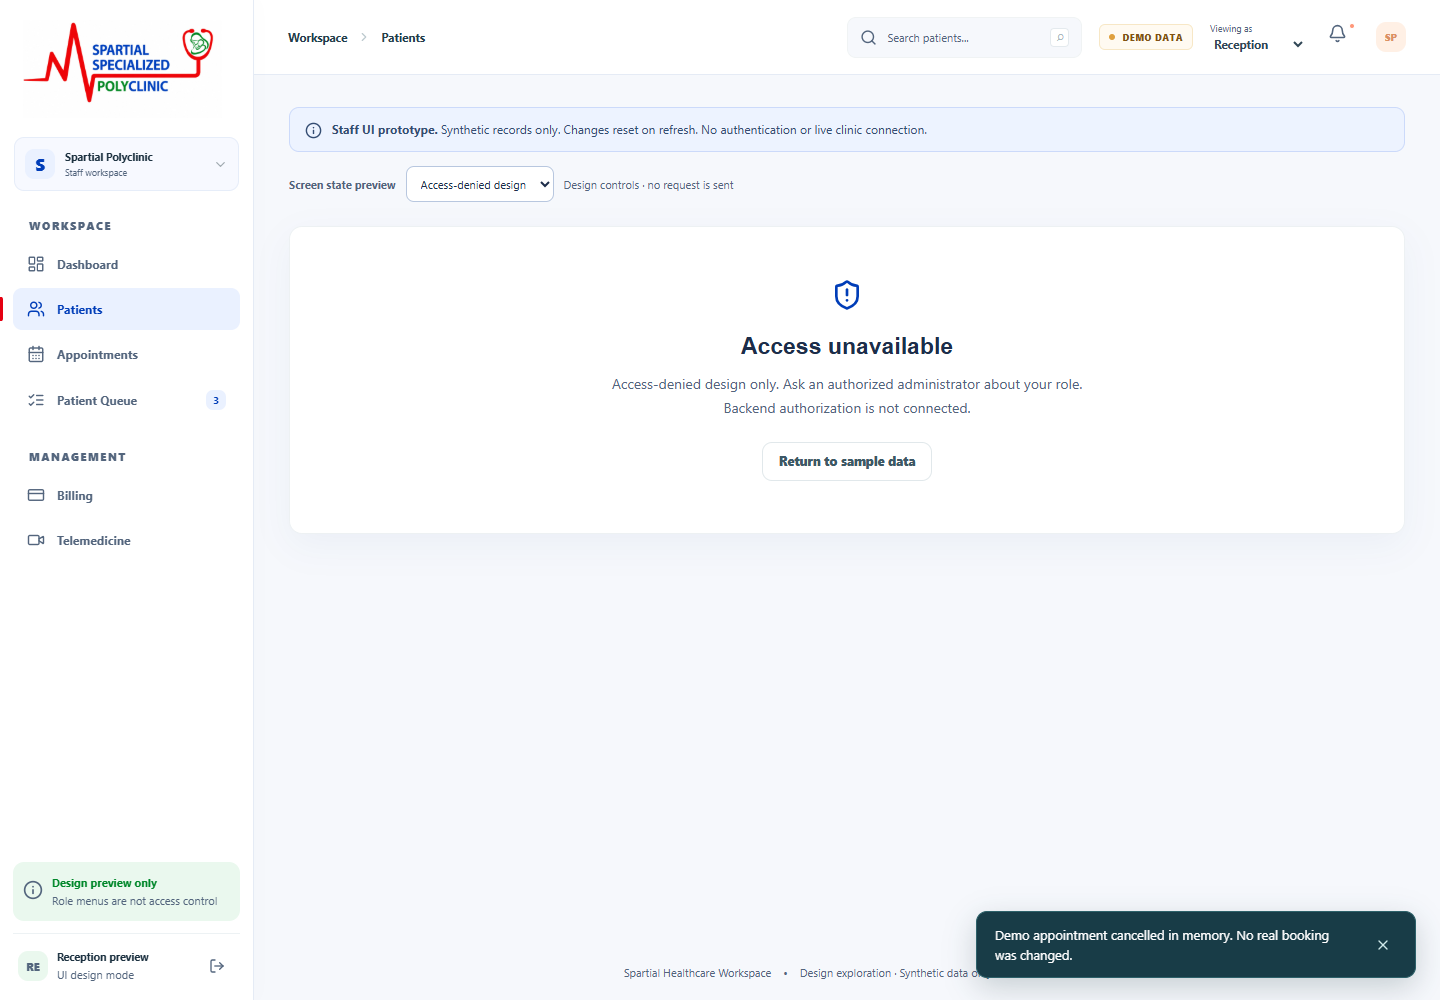 SPARTIAL
SPECIALIZED
POLYCLINIC
Workspace
Patients
Search patients...
DEMO DATA
Viewing as
Reception
SP
S
Spartial Polyclinic
Staff workspace
WORKSPACE
Dashboard
Patients
Appointments
Patient Queue
3
MANAGEMENT
Billing
Telemedicine
Design preview only
Role menus are not access control
RE
Reception preview
UI design mode
Staff UI prototype. Synthetic records only. Changes reset on refresh. No authentication or live clinic connection.
Screen state preview
Access-denied design
Design controls · no request is sent
Access unavailable
Access-denied design only. Ask an authorized administrator about your role.
Backend authorization is not connected.
Return to sample data
Spartial Healthcare Workspace • Design exploration · Synthetic data
Demo appointment cancelled in memory. No real booking
was changed.